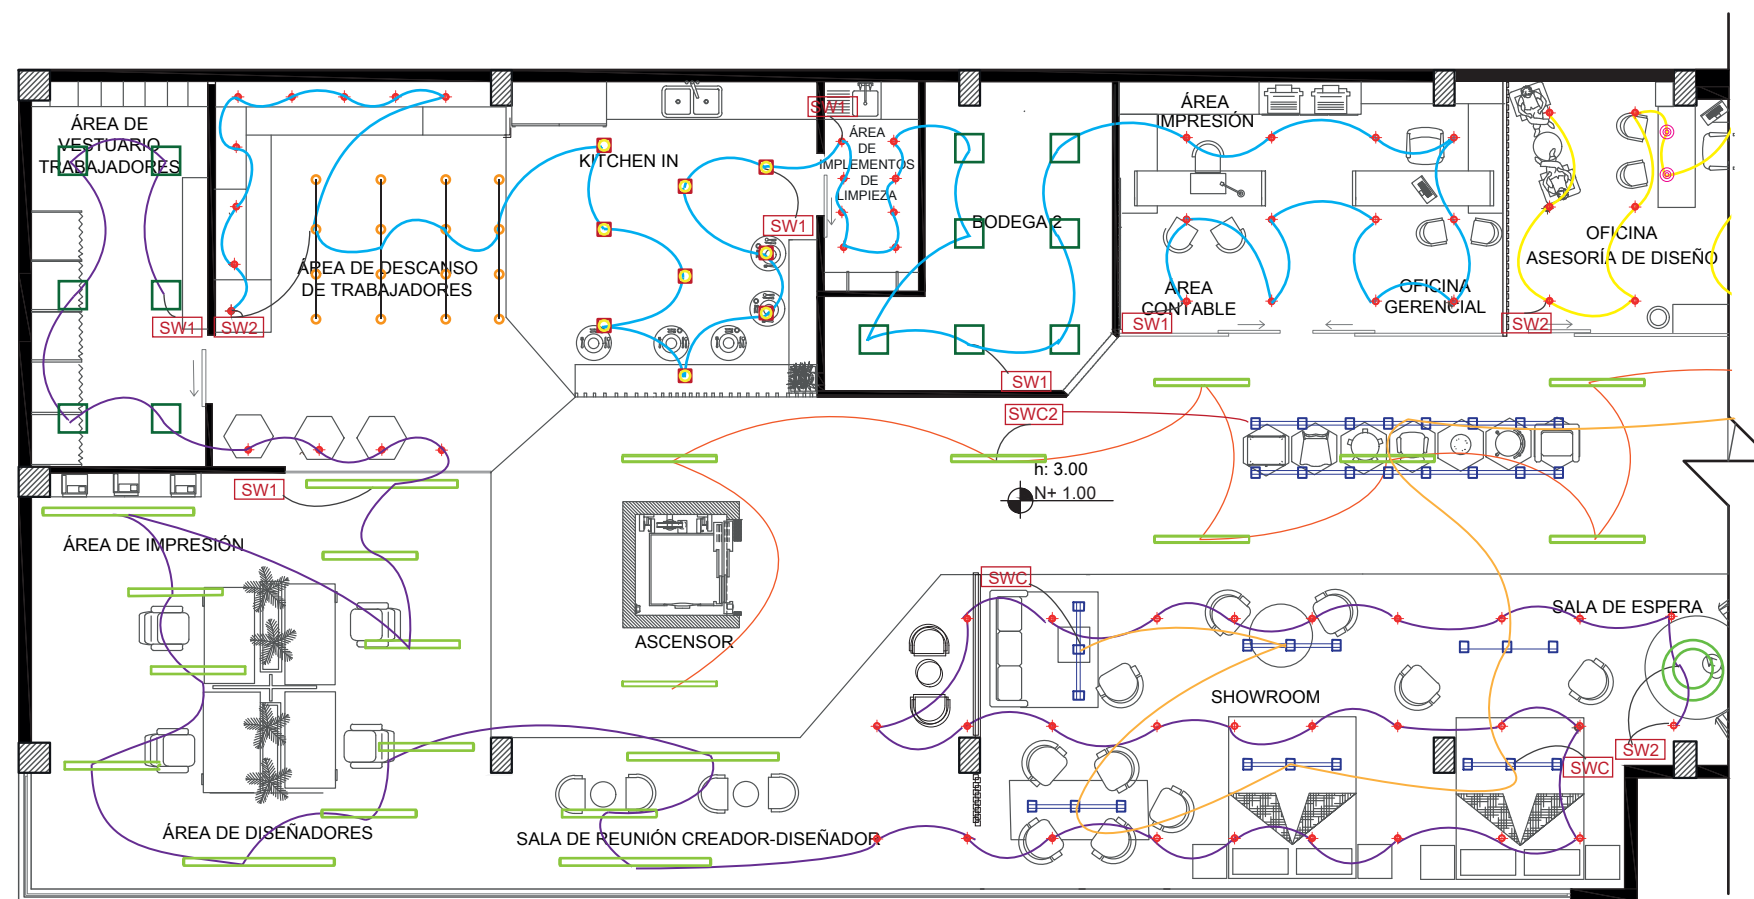 ÁREA DE
VESTUARIO
TRABAJADORES
SW1
SW2
ÁREA DE DESCANSO
DE TRABAJADORES
KITCHEN IN
SW1
SW1
ÁREA
DE
IMPLEMENTOS
DE
LIMPIEZA
BODEGA 2
SW1
ÁREA
IMPRESIÓN
ÁREA
CONTABLE
SW1
OFICINA
GERENCIAL
OFICINA
ASESORÍA DE DISEÑO
SW2
SWC2
h: 3.00
N+ 1.00
SW1
ÁREA DE IMPRESIÓN
ASCENSOR
SWC
SALA DE ESPERA
SHOWROOM
SW2
SWC
ÁREA DE DISEÑADORES
SALA DE REUNIÓN CREADOR-DISEÑADOR